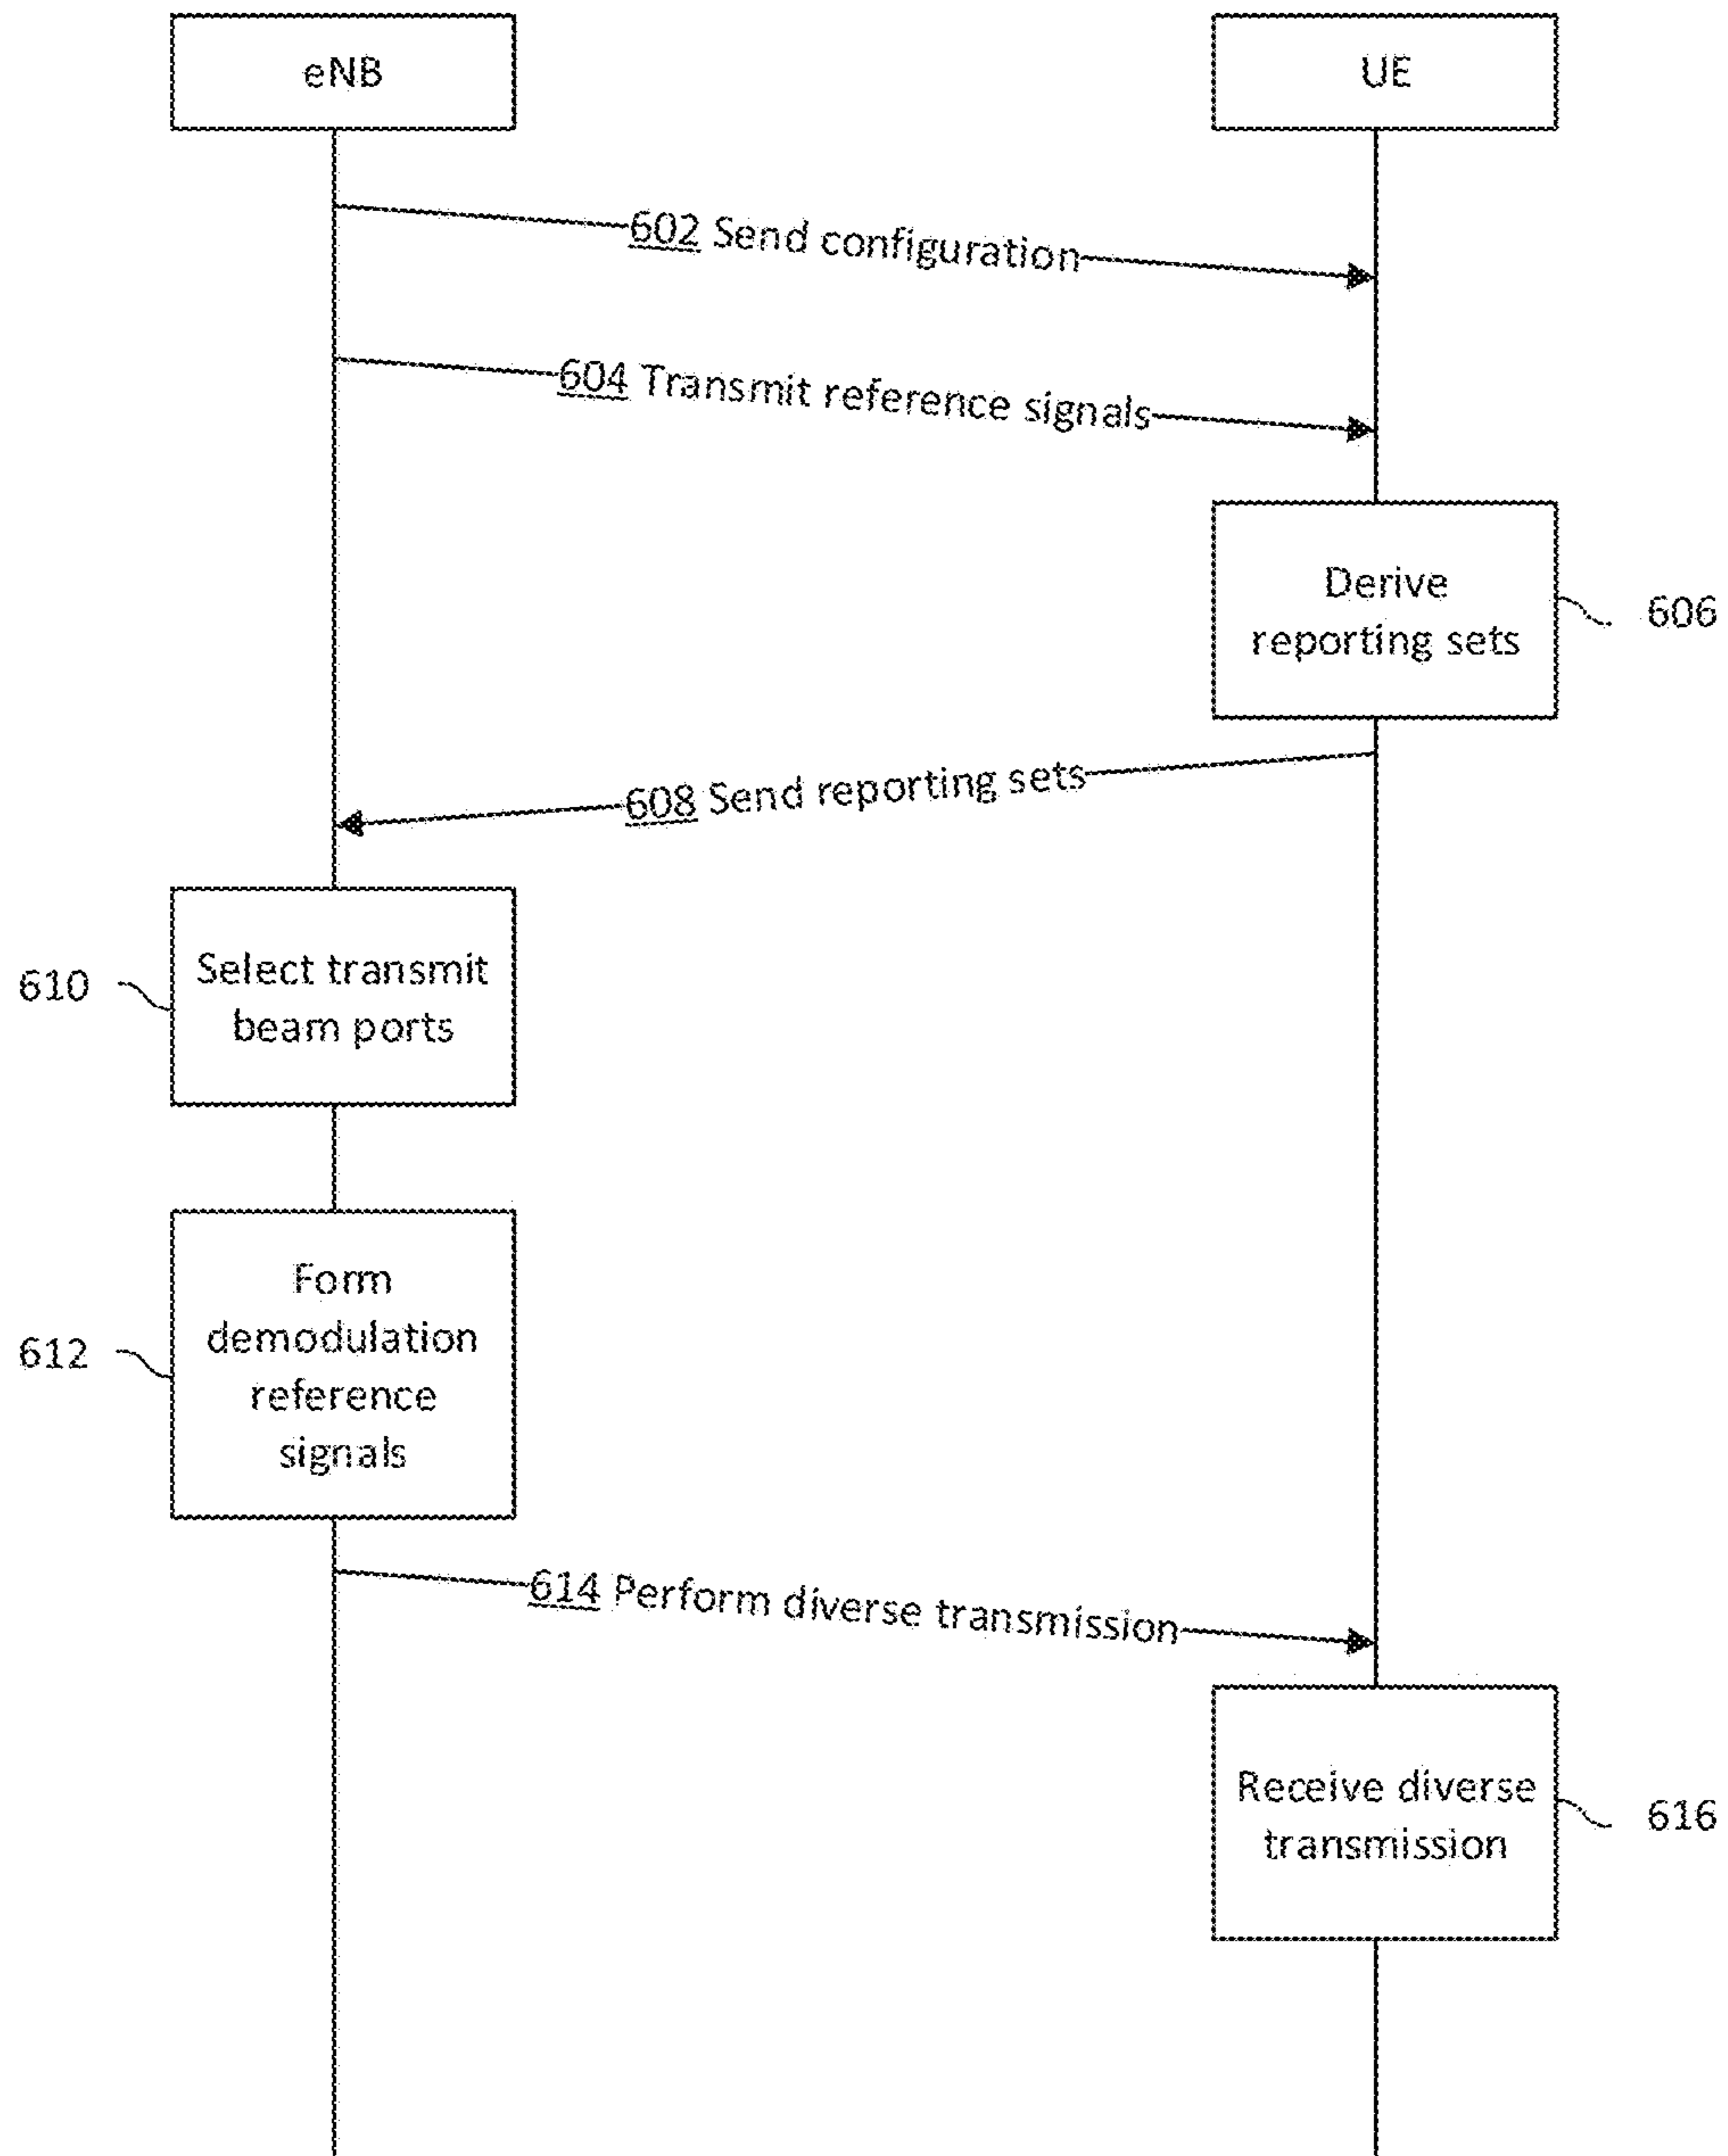 eNB
UE
602 Send configuration
604 Transmit reference signals
Derive
reporting sets
606
608 Send reporting sets
610
Select transmit
beam ports
612
Form
demodulation
reference
signals
614 Perform diverse transmission
Receive diverse
transmission
616